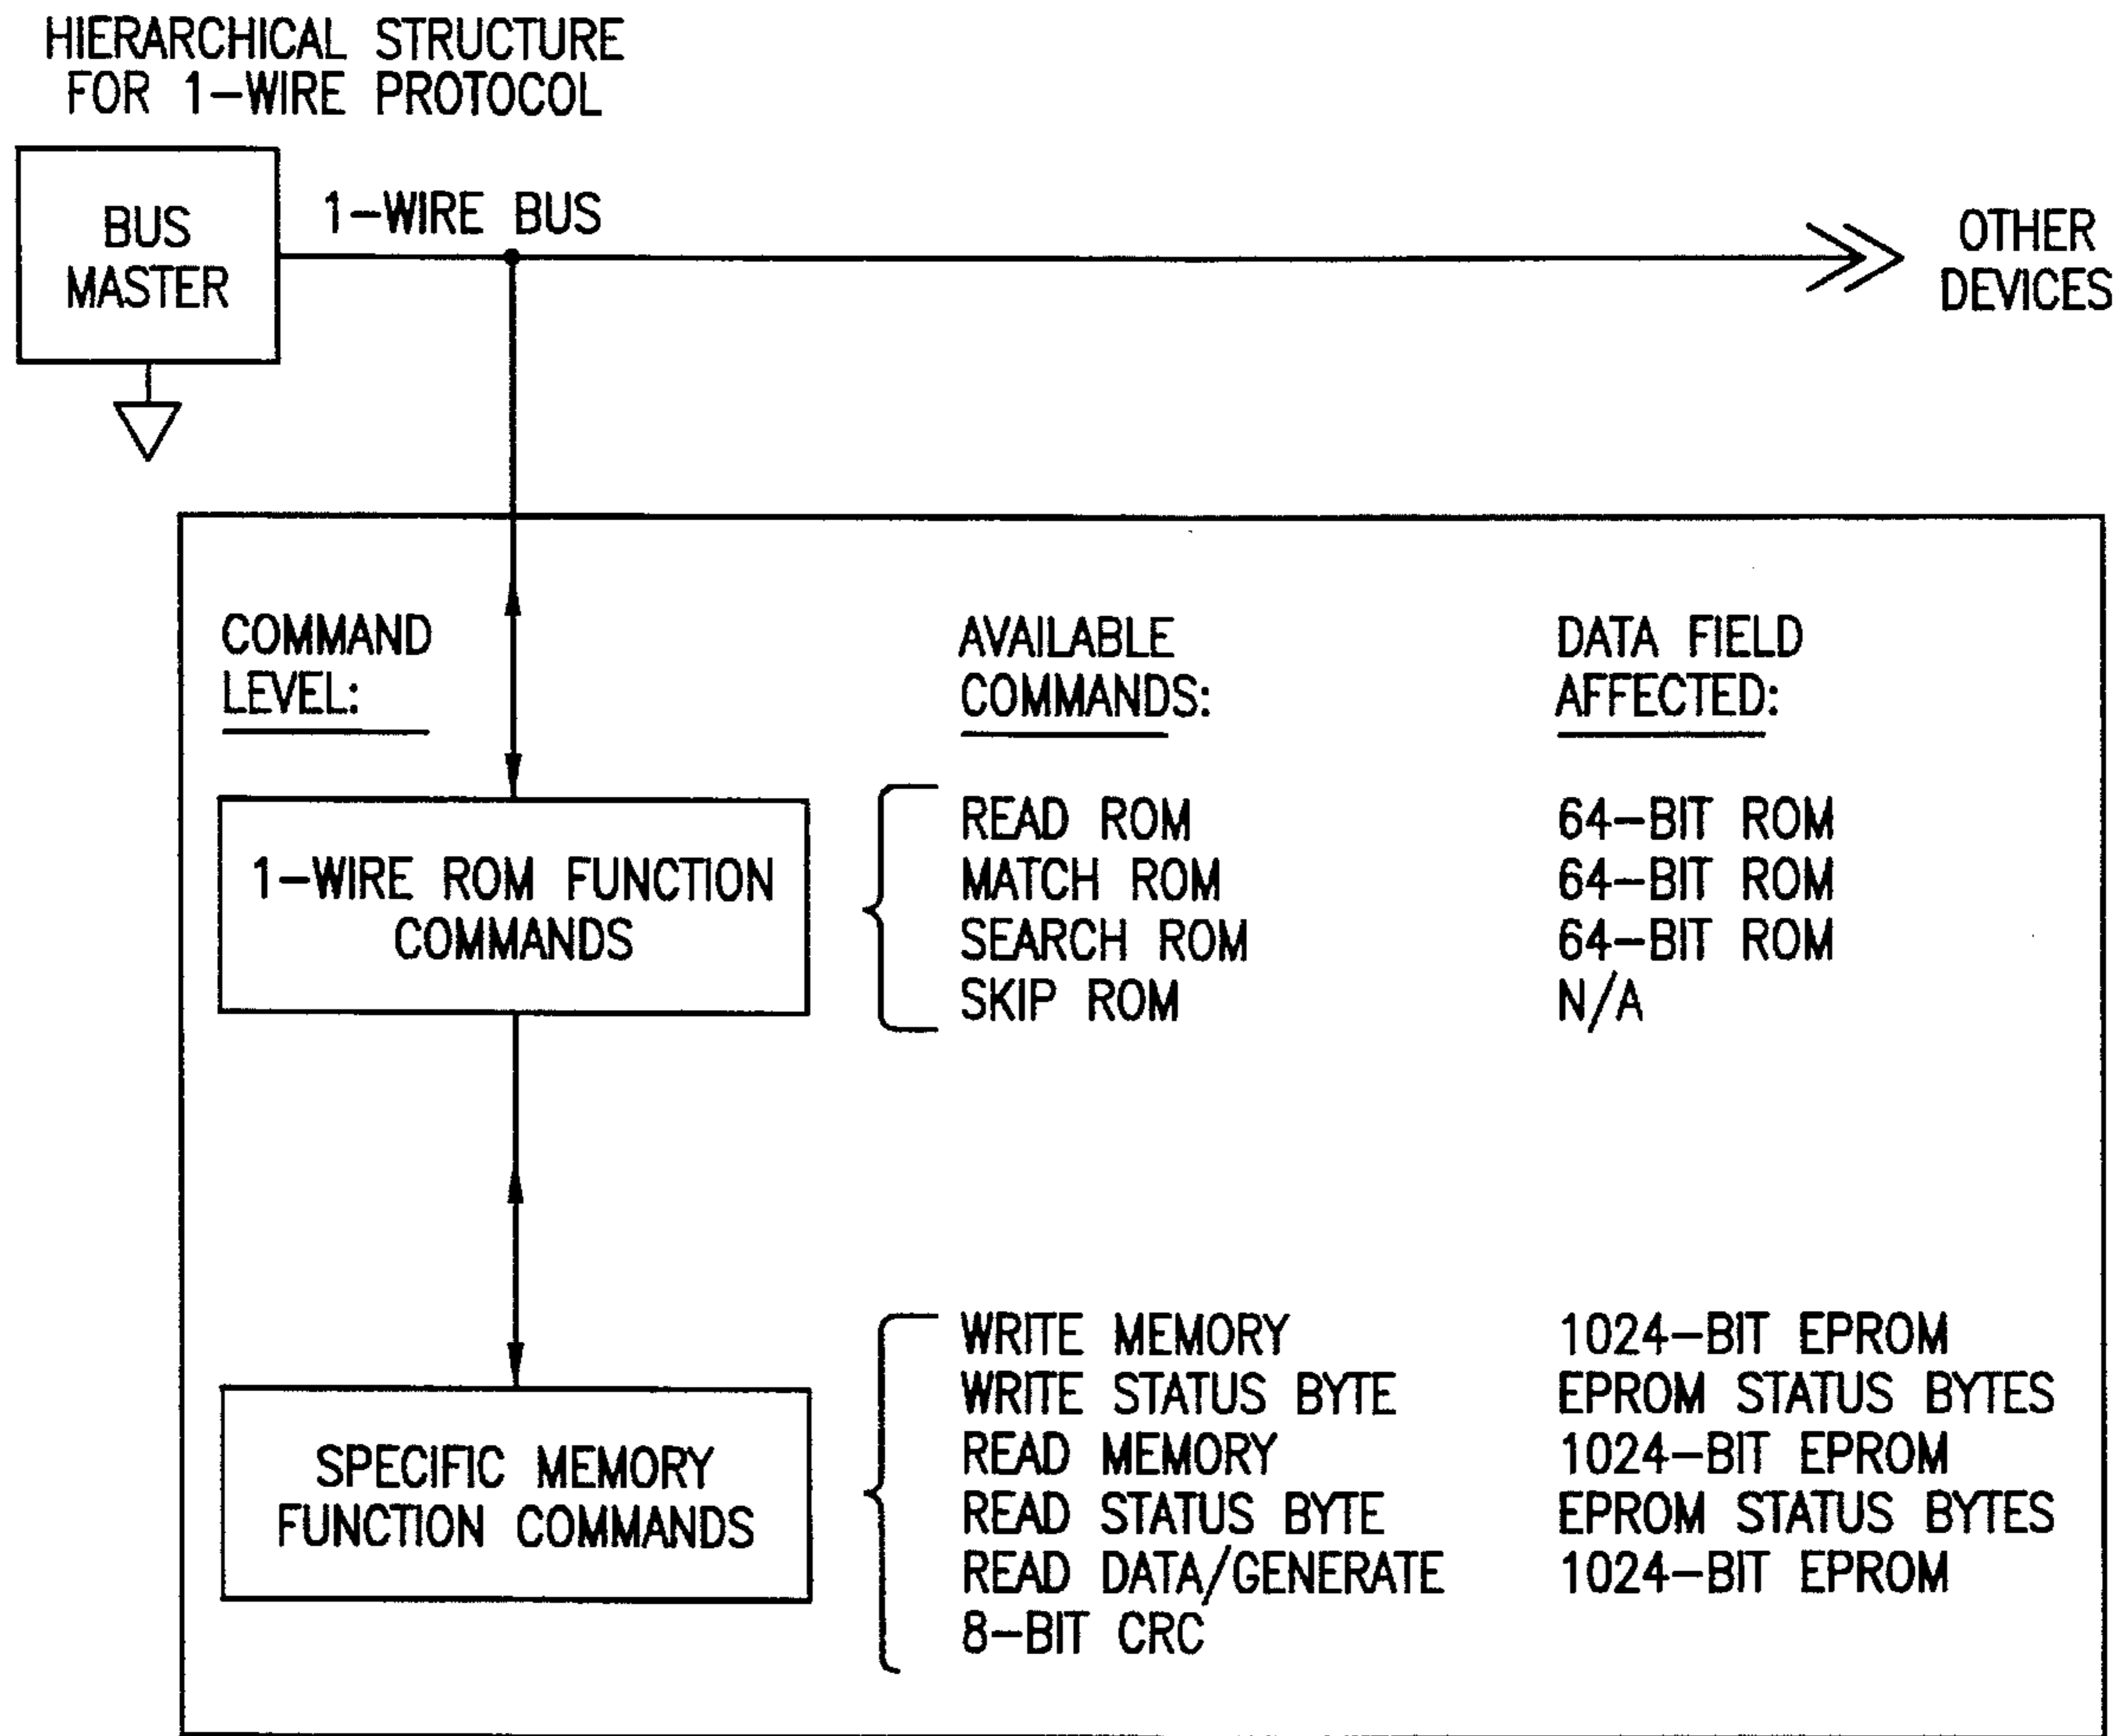 HIERARCHICAL STRUCTURE
FOR 1-WIRE PROTOCOL
BUS
MASTER
1-WIRE BUS
OTHER
DEVICES
COMMAND
LEVEL:
AVAILABLE
COMMANDS:
DATA FIELD
AFFECTED:
1-WIRE ROM FUNCTION
COMMANDS
READ ROM 64-BIT ROM
MATCH ROM 64-BIT ROM
SEARCH ROM 64-BIT ROM
SKIP ROM N/A
SPECIFIC MEMORY
FUNCTION COMMANDS
WRITE MEMORY 1024-BIT EPROM
WRITE STATUS BYTE EPROM STATUS BYTES
READ MEMORY 1024-BIT EPROM
READ STATUS BYTE EPROM STATUS BYTES
READ DATA/GENERATE 1024-BIT EPROM
8-BIT CRC